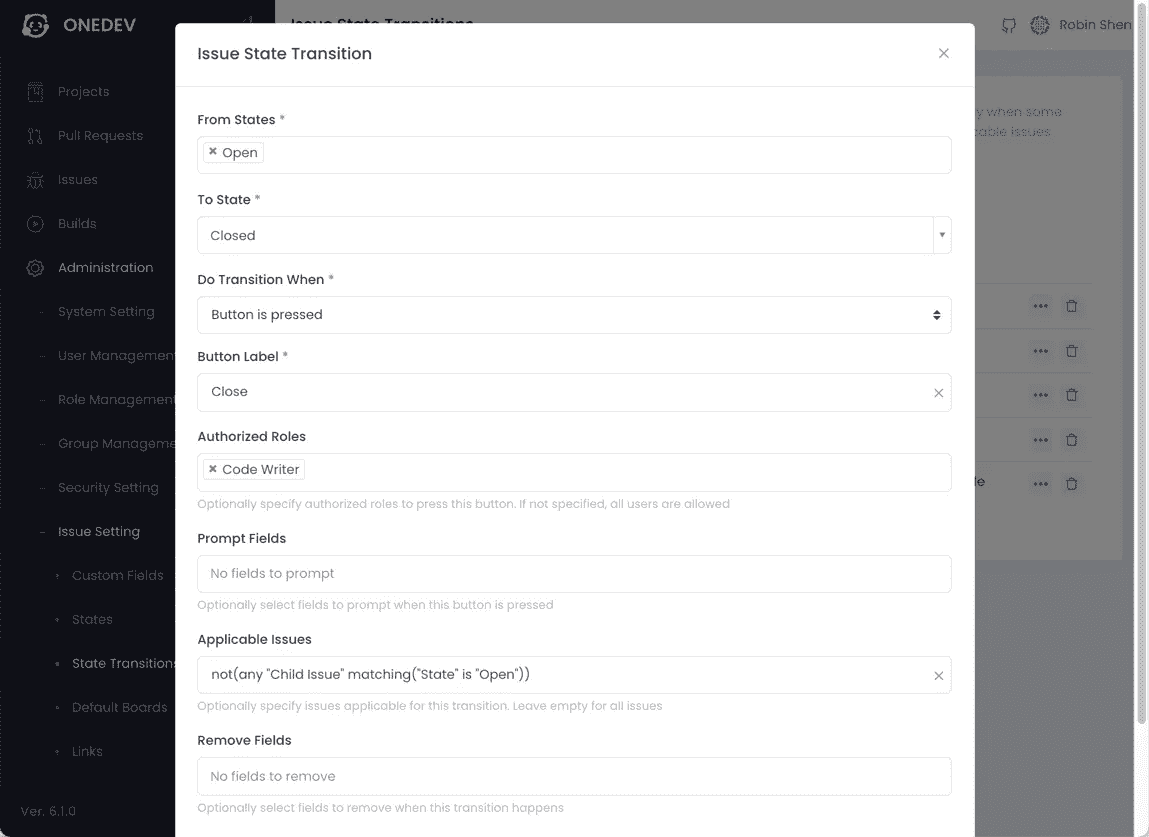 ONEDEV
Issue State Transitions
Robin Shen
Projects
Pull Requests
Issues
Builds
Administration
System Setting
User Management
Role Management
Group Manageme
Security Setting
Issue Setting
Custom Fields
States
State Transitions
Default Boards
Links
Ver. 6.1.0
Issue State Transition
From States *
Open
To State *
Closed
Do Transition When *
Button is pressed
Button Label *
Close
Authorized Roles
Code Writer
Optionally specify authorized roles to press this button. If not specified, all users are allowed
Prompt Fields
No fields to prompt
Optionally select fields to prompt when this button is pressed
Applicable Issues
not(any "Child Issue" matching("State" is "Open"))
Optionally specify issues applicable for this transition. Leave empty for all issues
Remove Fields
No fields to remove
Optionally select fields to remove when this transition happens
y when some
cable issues
le